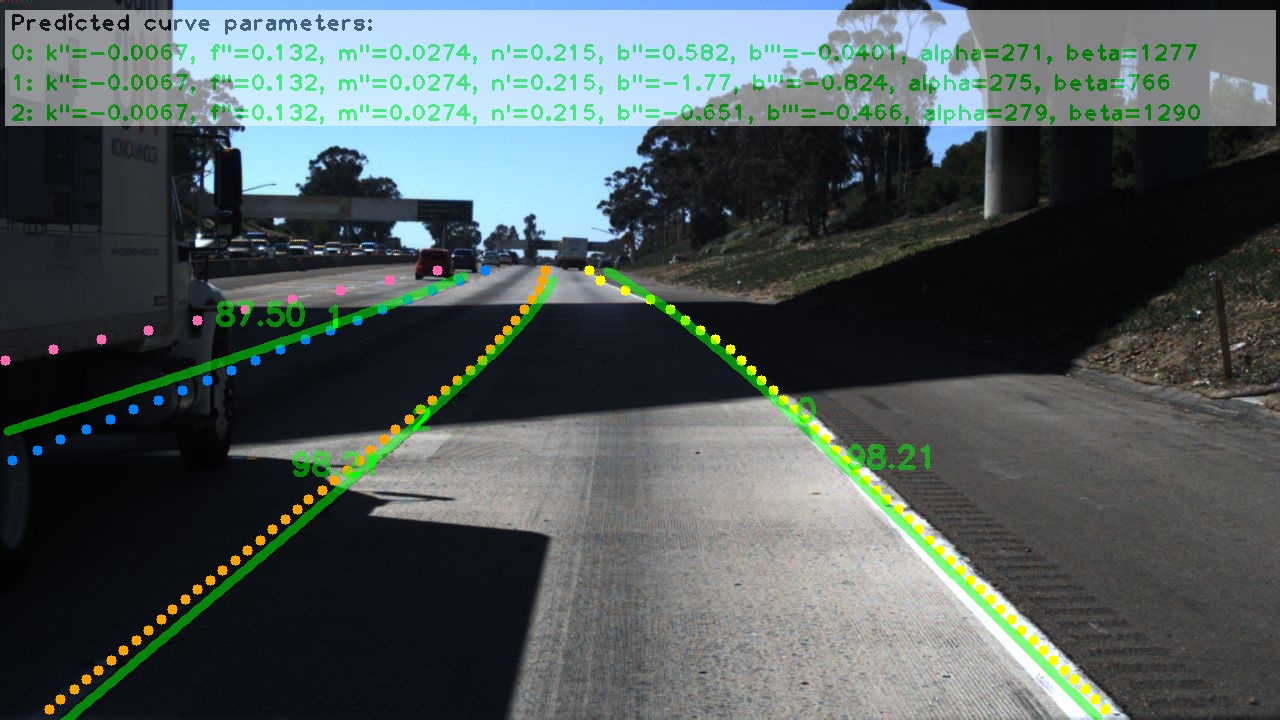 Predicted curve parameters:
0: k''=-0.0067, f''=0.132, m''=0.0274, n'=0.215, b''=0.582, b'''=-0.0401, alpha=271, beta=1277
1: k''=-0.0067, f''=0.132, m''=0.0274, n'=0.215, b''=-1.77, b'''=-0.824, alpha=275, beta=766
2: k''=-0.0067, f''=0.132, m''=0.0274, n'=0.215, b''=-0.651, b'''=-0.466, alpha=279, beta=1290
KONICA MINOLTA
87.50 1
0
98.21
98.21